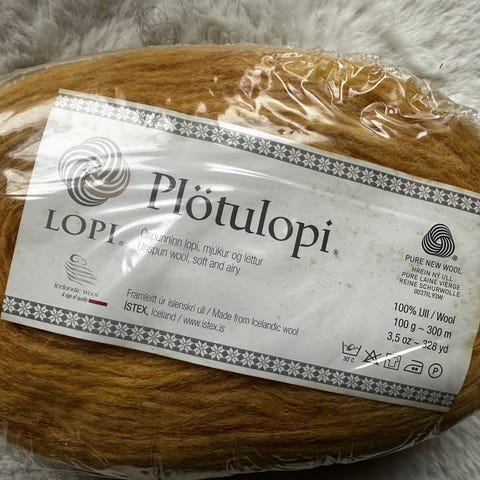 LOPI®
Plötulopi®
Óspunninn lopi, mjúkur og léttur
Unspun wool, soft and airy
Icelandic Wool
A sign of quality
Framleitt úr íslenskri ull / Made from Icelandic wool
ÍSTEX, Iceland / www.istex.is
PURE NEW WOOL
HREIN NÝ ULL
PURE LAINE VIERGE
REINE SCHURWOLLE
0037IL93W
100% Ull / Wool
100 g ~ 300 m
3,5 oz ~ 328 yd
30°C
P